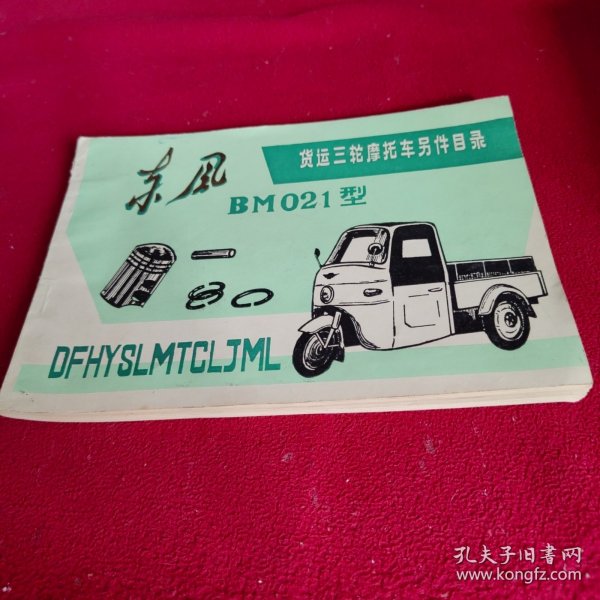 货运三轮摩托车另件目录
东风
BM021型
DFHYSLMTCLJML
孔夫子旧书网
www.kongfz.com